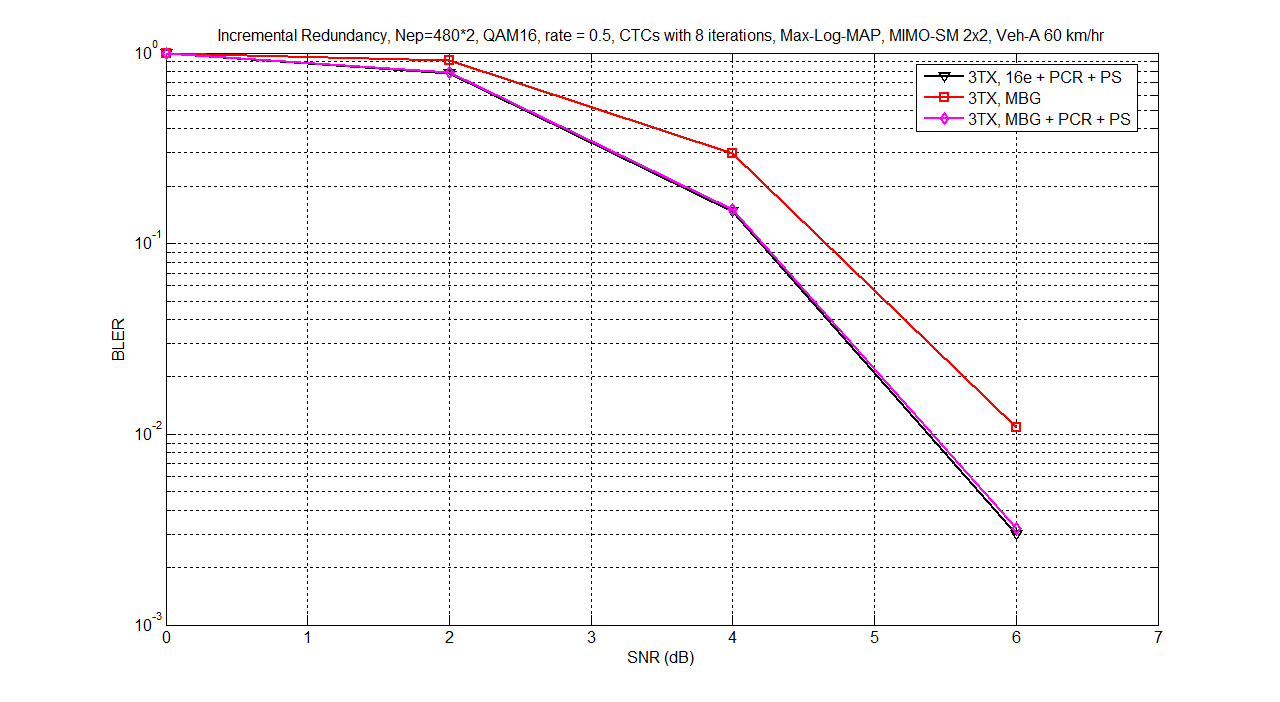 Incremental Redundancy, Nep=480*2, QAM16, rate = 0.5, CTCs with 8 iterations, Max-Log-MAP, MIMO-SM 2x2, Veh-A 60 km/hr
10^0
3TX, 16e + PCR + PS
3TX, MBG
3TX, MBG + PCR + PS
10^-1
BLER
10^-2
10^-3
0 1 2 3 4 5 6 7
SNR (dB)